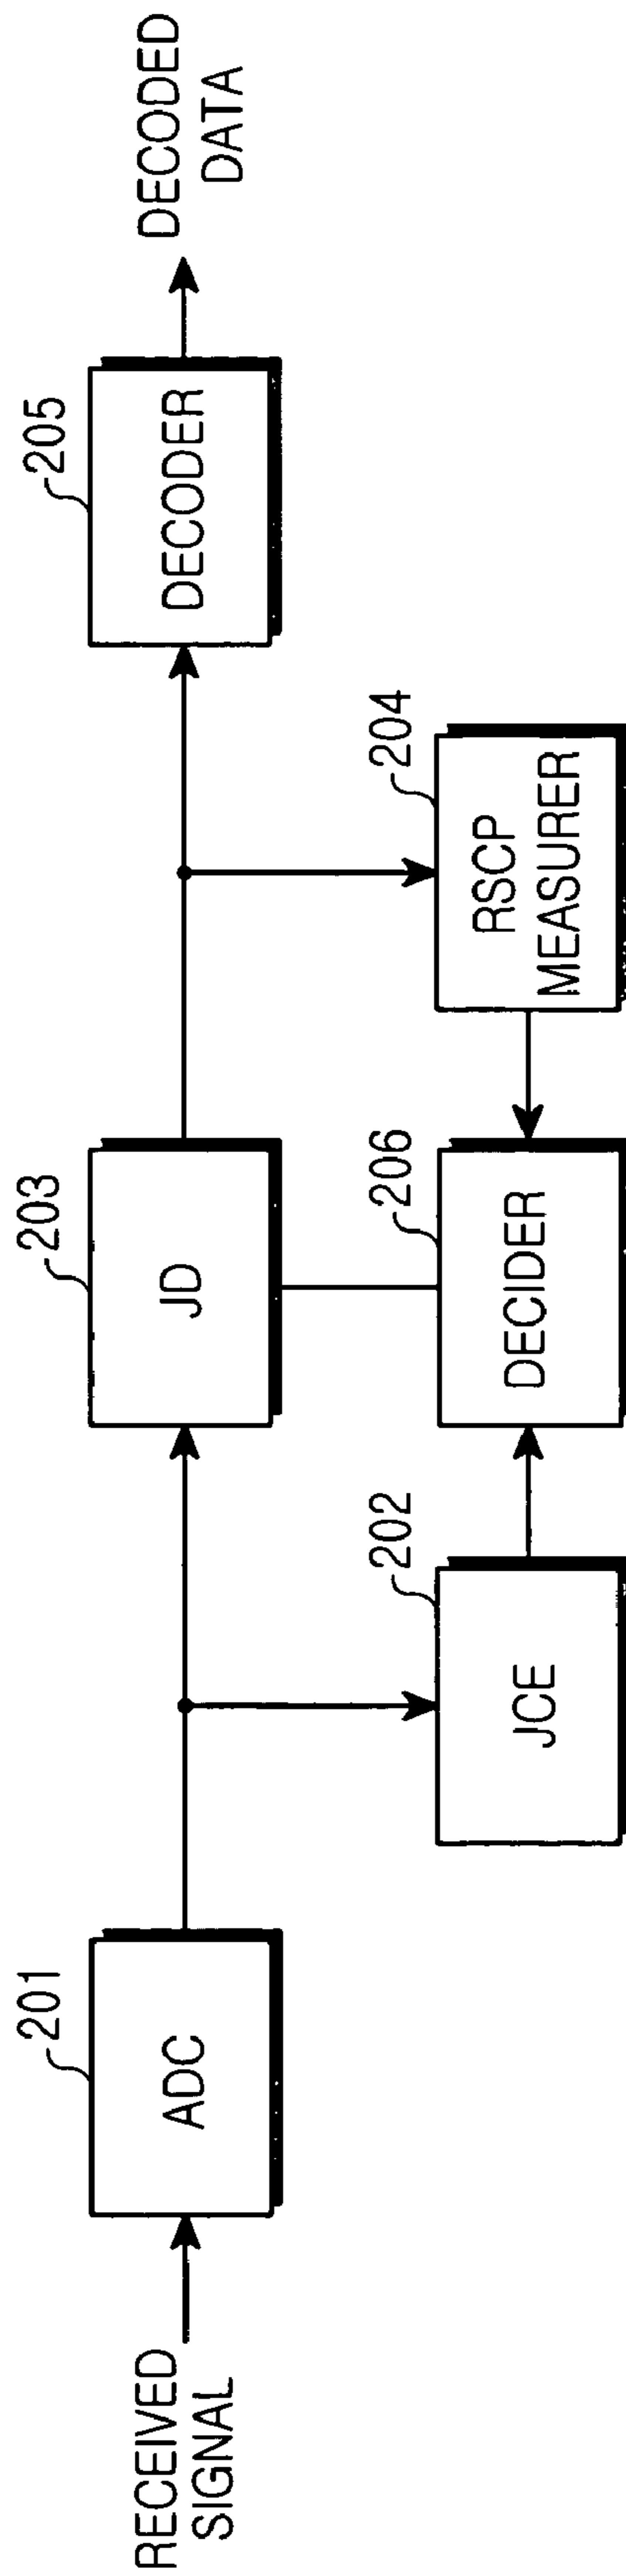 RECEIVED
SIGNAL
201
ADC
202
JCE
203
JD
206
DECIDER
204
RSCP
MEASURER
205
DECODER
DECODED
DATA